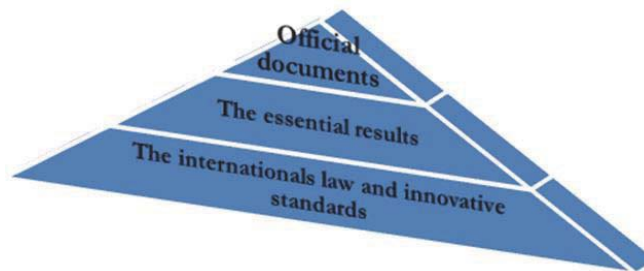 Official
documents
The essential results
The internationals law and innovative
standards